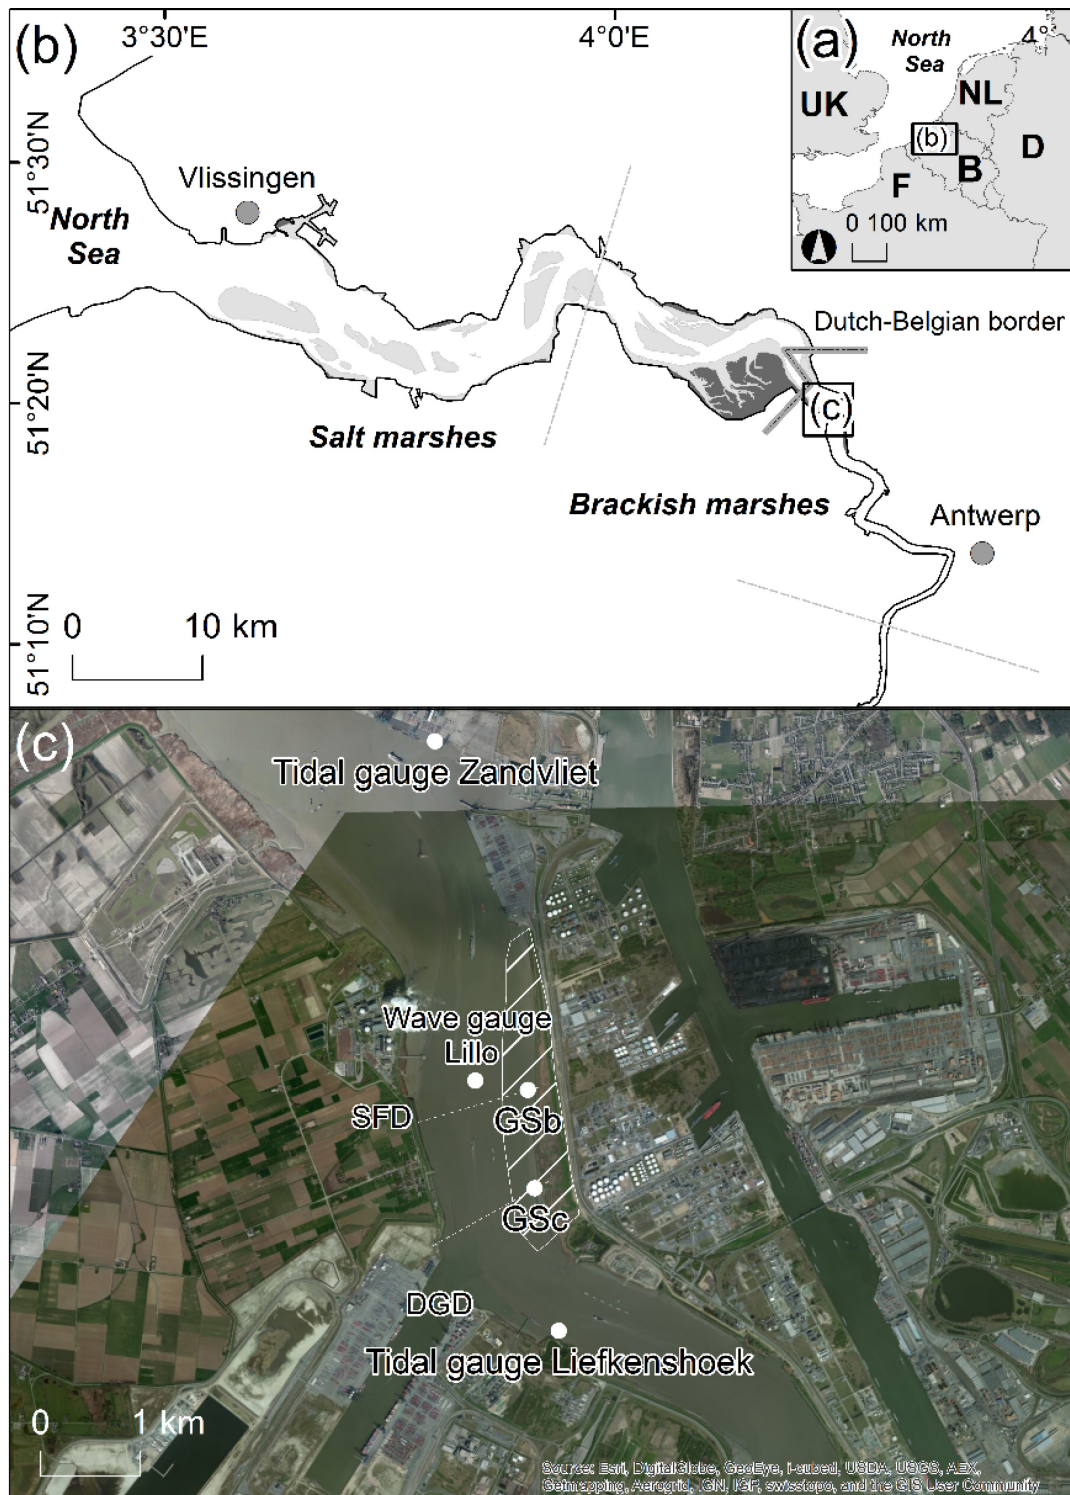 (b)
3°30'E
4°0'E
(a)
North
Sea
4°
UK
NL
(b)
D
B
F
0 100 km
51°30'N
Vlissingen
North
Sea
Dutch-Belgian border
(c)
51°20'N
Salt marshes
Brackish marshes
Antwerp
0 10 km
51°10'N
(c)
Tidal gauge Zandvliet
Wave gauge
Lillo
SFD
GSb
GSc
DGD
Tidal gauge Liefkenshoek
0 1 km
Source: Esri, DigitalGlobe, GeoEye, i-cubed, USDA, USGS, AEX,
Getmapping, Aerogrid, IGN, IGP, swisstopo, and the GIS User Community